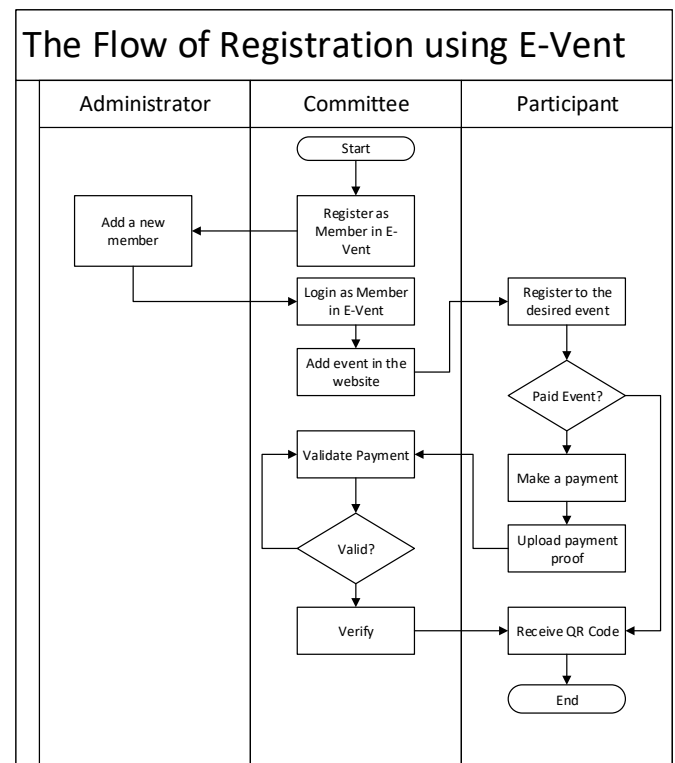 The Flow of Registration using E-Vent
Administrator
Committee
Participant
Start
Register as
Member in E-
Vent
Add a new
member
Login as Member
in E-Vent
Add event in the
website
Register to the
desired event
Paid Event?
Make a payment
Upload payment
proof
Validate Payment
Valid?
Verify
Receive QR Code
End